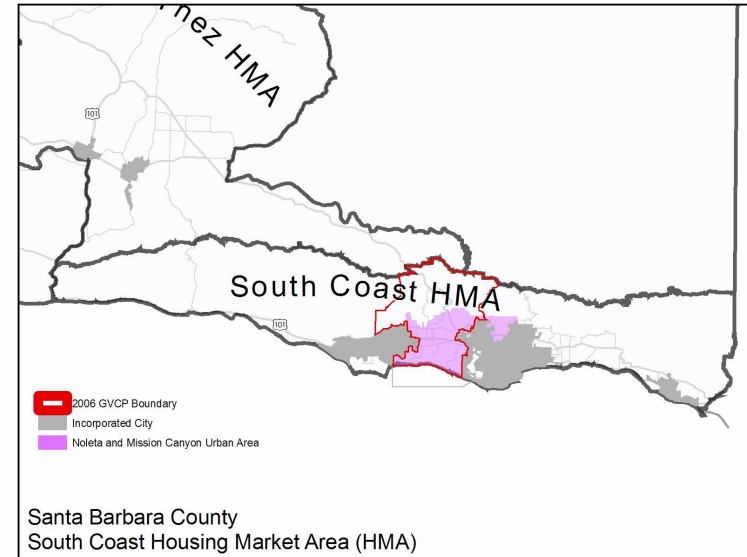 nez HMA
101
South Coast HMA
101
2006 GVCP Boundary
Incorporated City
Noleta and Mission Canyon Urban Area
Santa Barbara County
South Coast Housing Market Area (HMA)